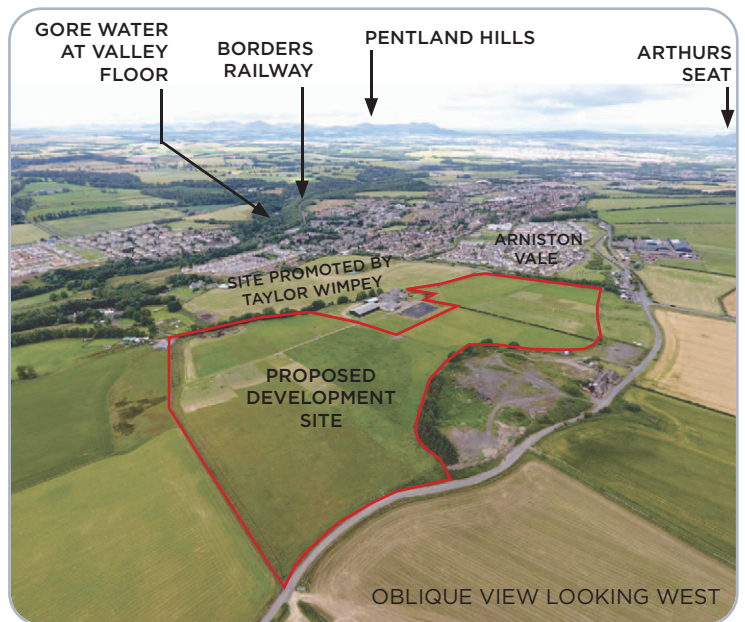 GORE WATER
AT VALLEY
FLOOR
BORDERS
RAILWAY
PENTLAND HILLS
ARTHURS
SEAT
ARNISTON
VALE
SITE PROMOTED BY
TAYLOR WIMPEY
PROPOSED
DEVELOPMENT
SITE
OBLIQUE VIEW LOOKING WEST